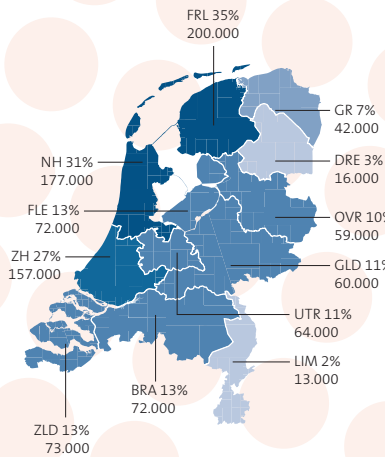 FRL 35%
200.000
GR 7%
42.000
DRE 3%
16.000
NH 31%
177.000
FLE 13%
72.000
OVR 10%
59.000
ZH 27%
157.000
GLD 11%
60.000
UTR 11%
64.000
LIM 2%
13.000
BRA 13%
72.000
ZLD 13%
73.000